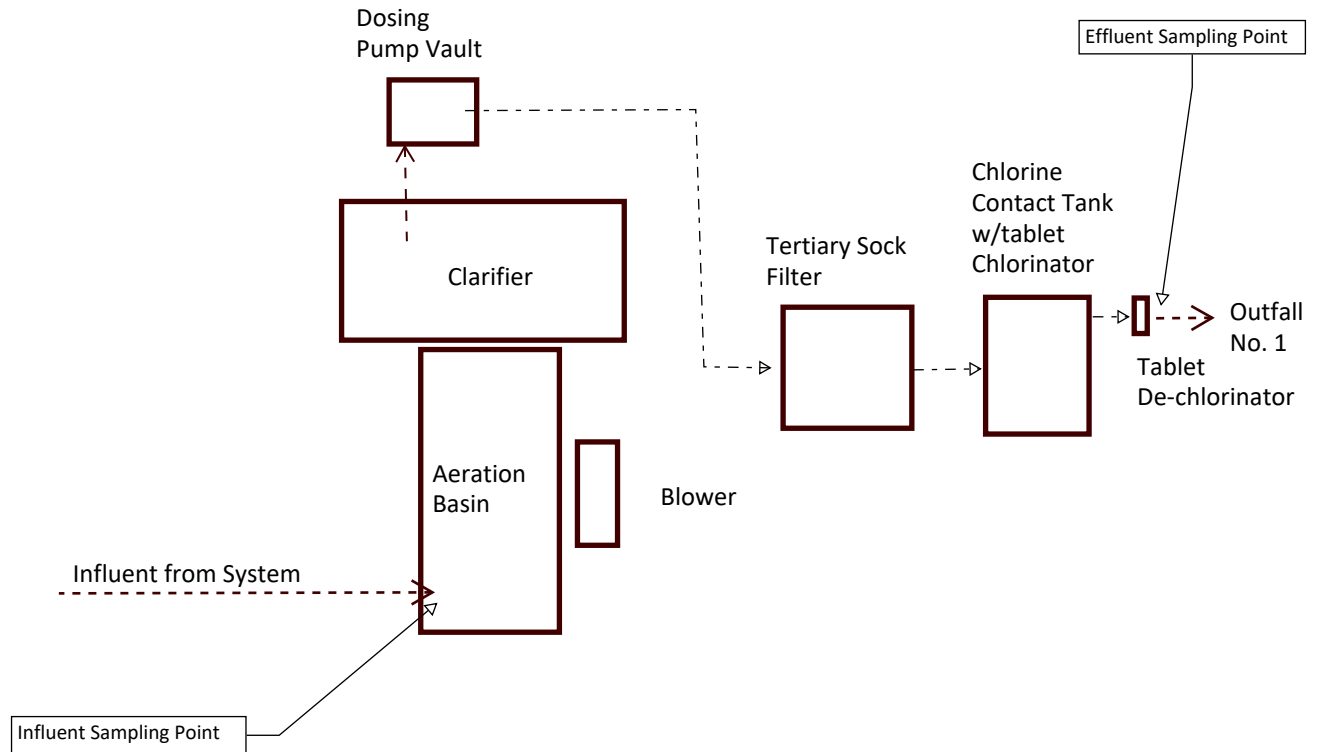 Dosing
Pump Vault
Effluent Sampling Point
Chlorine
Contact Tank
w/tablet
Chlorinator
Tertiary Sock
Filter
Clarifier
Outfall
No. 1
Tablet
De-chlorinator
Aeration
Basin
Blower
Influent from System
Influent Sampling Point